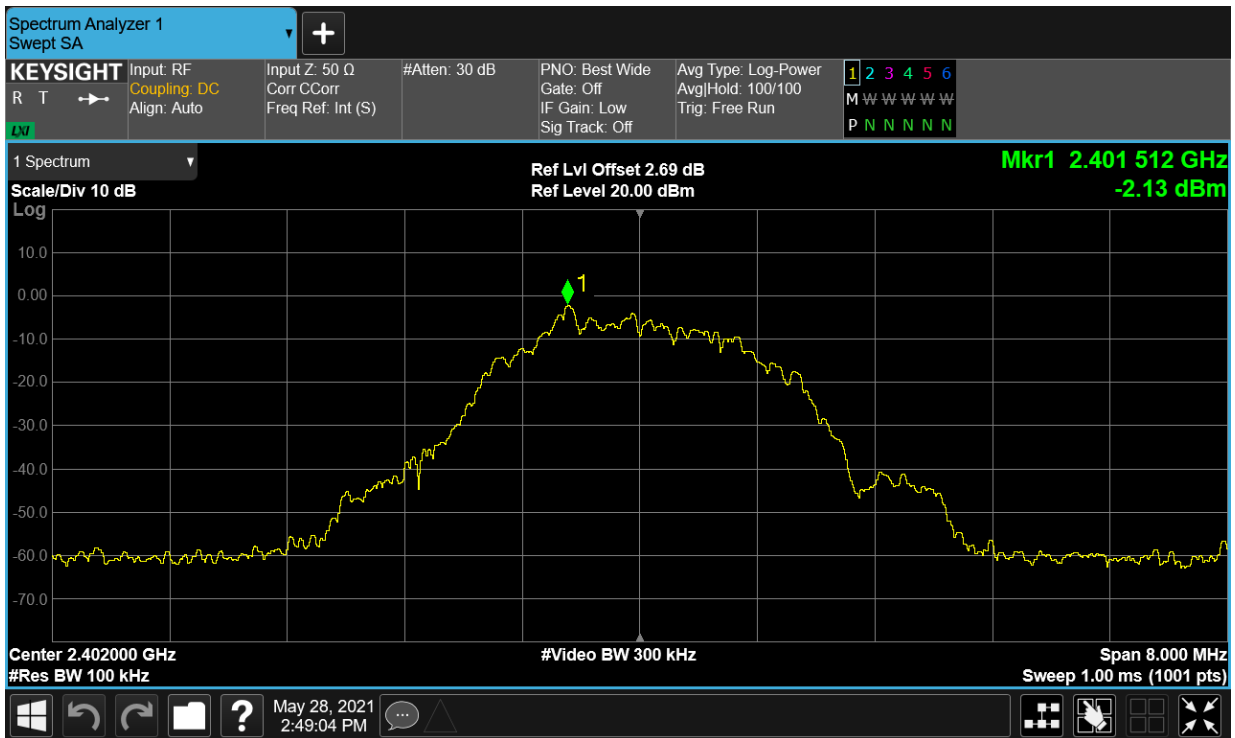 Spectrum Analyzer 1
Swept SA
KEYSIGHT
R T
LXI
Input: RF
Coupling: DC
Align: Auto
Input Z: 50 Ω
Corr CCorr
Freq Ref: Int (S)
#Atten: 30 dB
PNO: Best Wide
Gate: Off
IF Gain: Low
Sig Track: Off
Avg Type: Log-Power
Avg|Hold: 100/100
Trig: Free Run
1 2 3 4 5 6
M W W W W W
P N N N N N
1 Spectrum
Scale/Div 10 dB
Ref Lvl Offset 2.69 dB
Ref Level 20.00 dBm
Mkr1 2.401 512 GHz
-2.13 dBm
Log
10.0
0.00
-10.0
-20.0
-30.0
-40.0
-50.0
-60.0
-70.0
1
Center 2.402000 GHz
#Res BW 100 kHz
#Video BW 300 kHz
Span 8.000 MHz
Sweep 1.00 ms (1001 pts)
?
May 28, 2021
2:49:04 PM